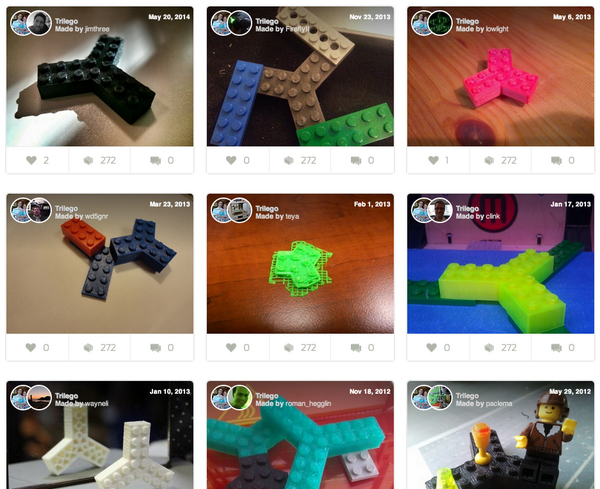 Trilego May 20, 2014
Made by jimthree
Trilego Nov 23, 2013
Made by FireflyII
Trilego May 6, 2013
Made by lowlight
2 272 0
0 272 0
1 272 0
Trilego Mar 23, 2013
Made by wd5gnr
Trilego Feb 1, 2013
Made by teya
Trilego Jan 17, 2013
Made by clink
0 272 0
0 272 0
0 272 0
Trilego Jan 10, 2013
Made by wayneli
Trilego Nov 18, 2012
Made by roman_hegglin
Trilego May 29, 2012
Made by paclema